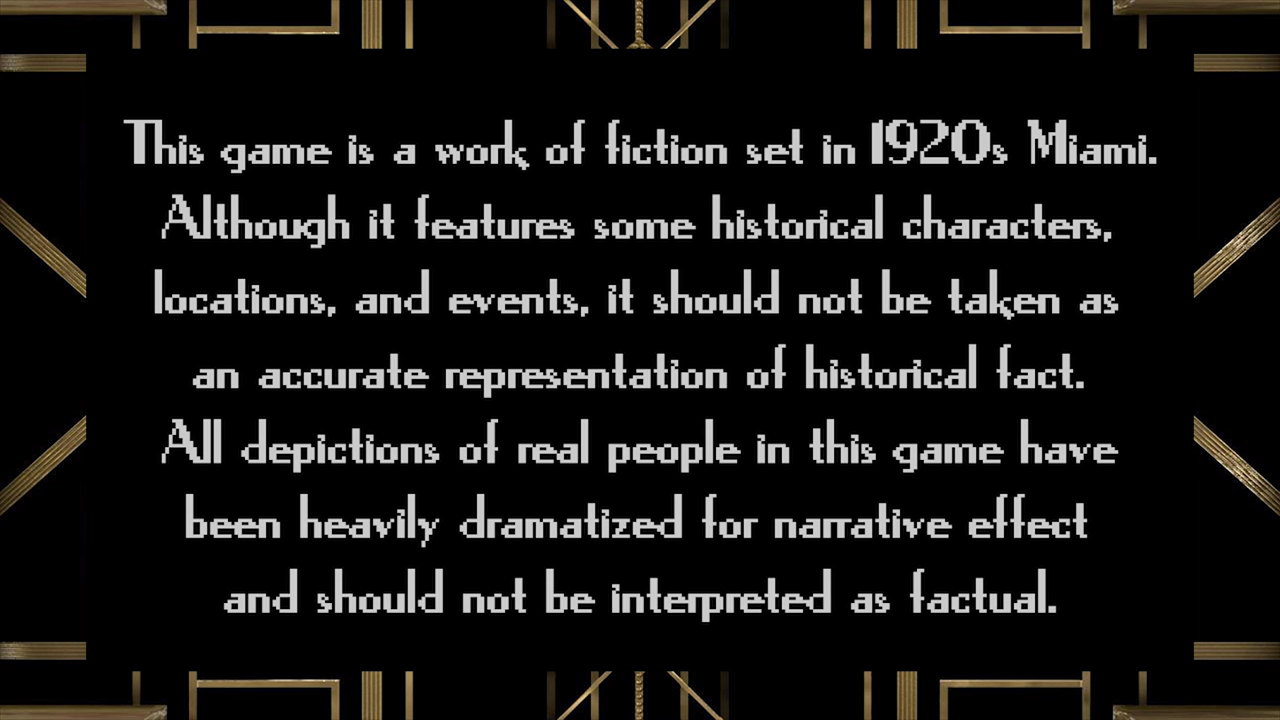 This game is a work of fiction set in 1920s Miami.
Although it features some historical characters,
locations, and events, it should not be taken as
an accurate representation of historical fact.
All depictions of real people in this game have
been heavily dramatized for narrative effect
and should not be interpreted as factual.